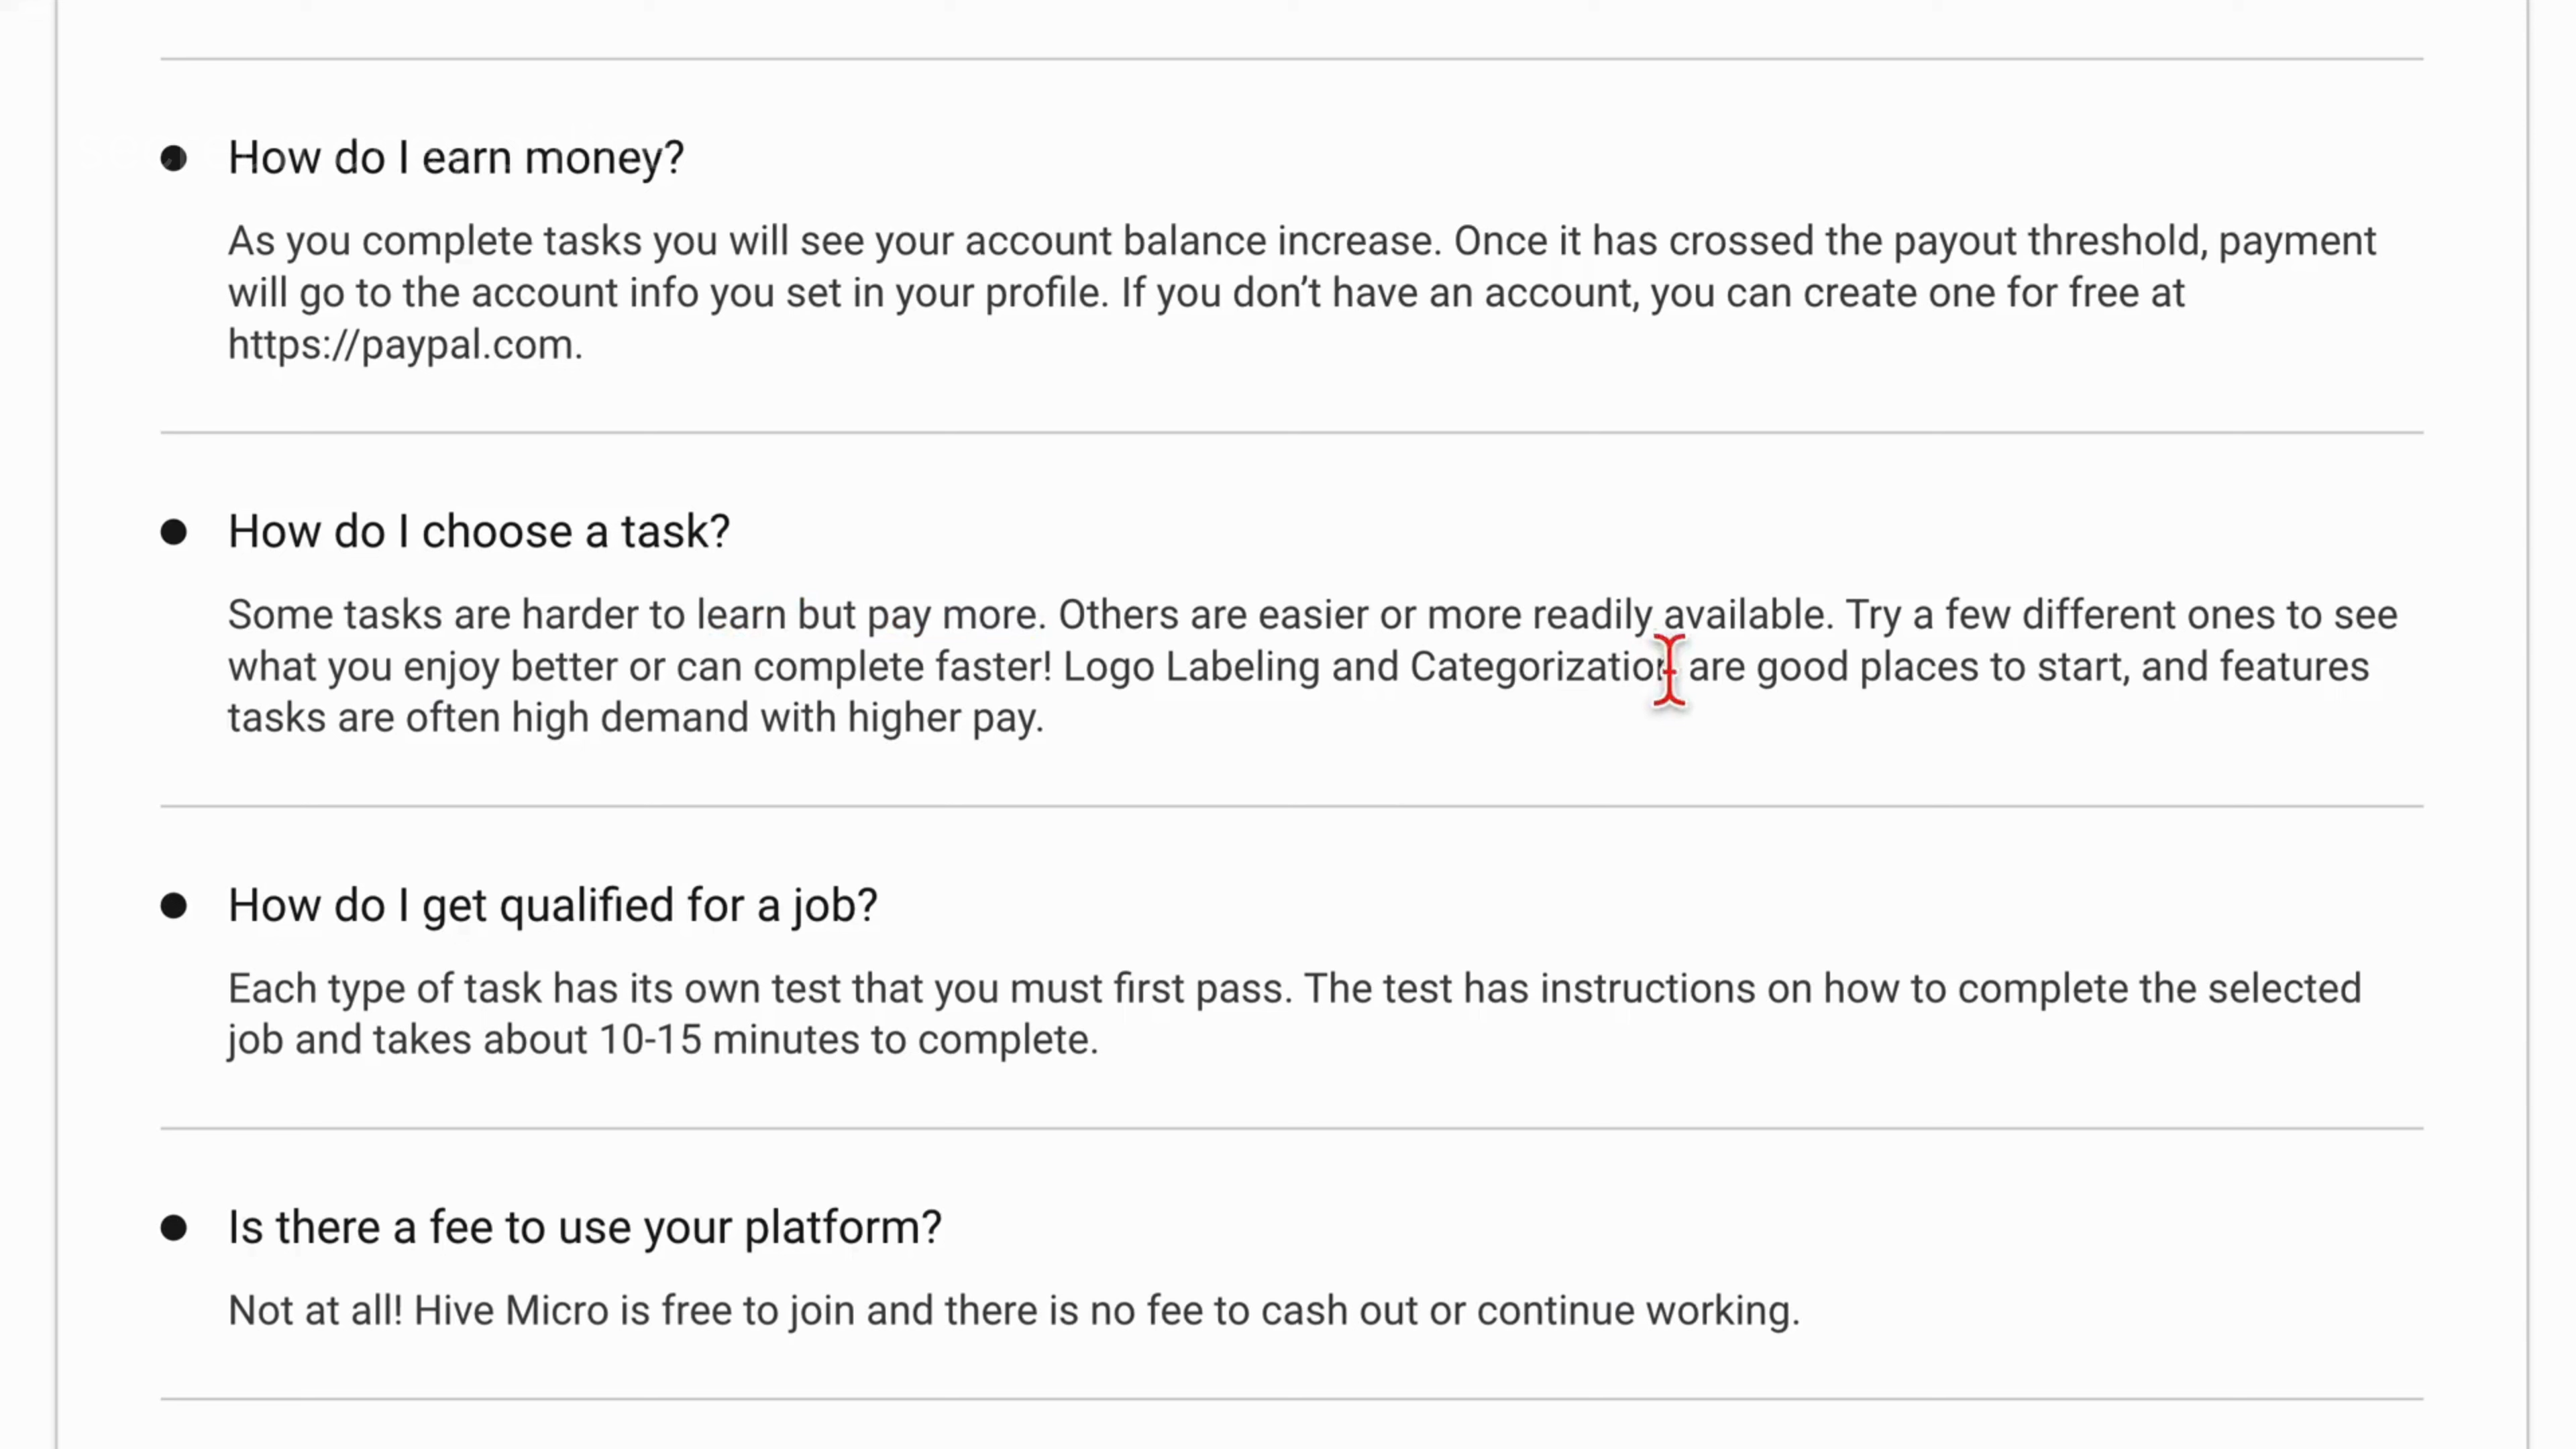 How do I earn money?
As you complete tasks you will see your account balance increase. Once it has crossed the payout threshold, payment
will go to the account info you set in your profile. If you don’t have an account, you can create one for free at
https://paypal.com.
How do I choose a task?
Some tasks are harder to learn but pay more. Others are easier or more readily available. Try a few different ones to see
what you enjoy better or can complete faster! Logo Labeling and Categorization are good places to start, and features
tasks are often high demand with higher pay.
How do I get qualified for a job?
Each type of task has its own test that you must first pass. The test has instructions on how to complete the selected
job and takes about 10-15 minutes to complete.
Is there a fee to use your platform?
Not at all! Hive Micro is free to join and there is no fee to cash out or continue working.